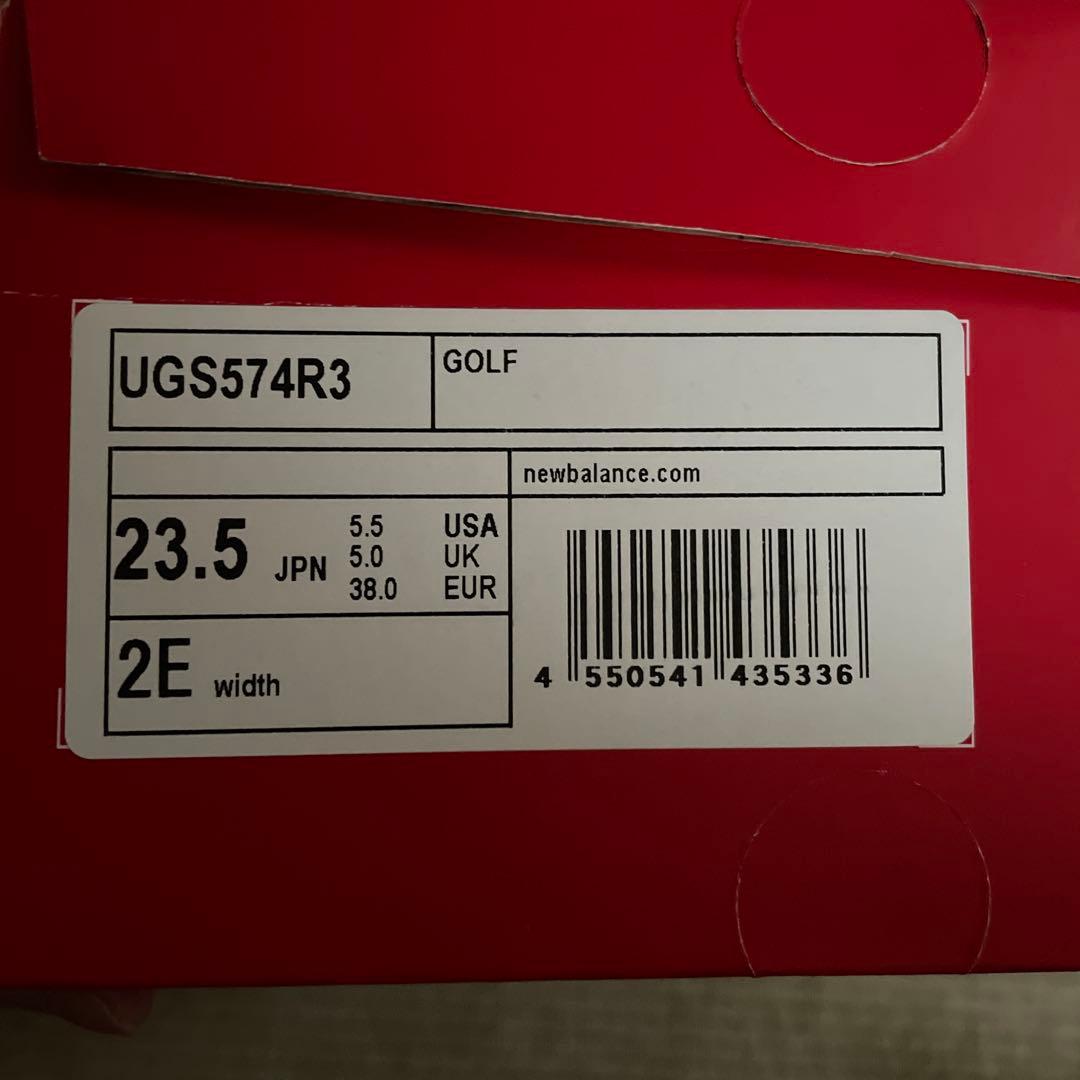 UGS574R3
GOLF
newbalance.com
23.5 JPN
5.5 USA
5.0 UK
38.0 EUR
2E width
4 550541 435336